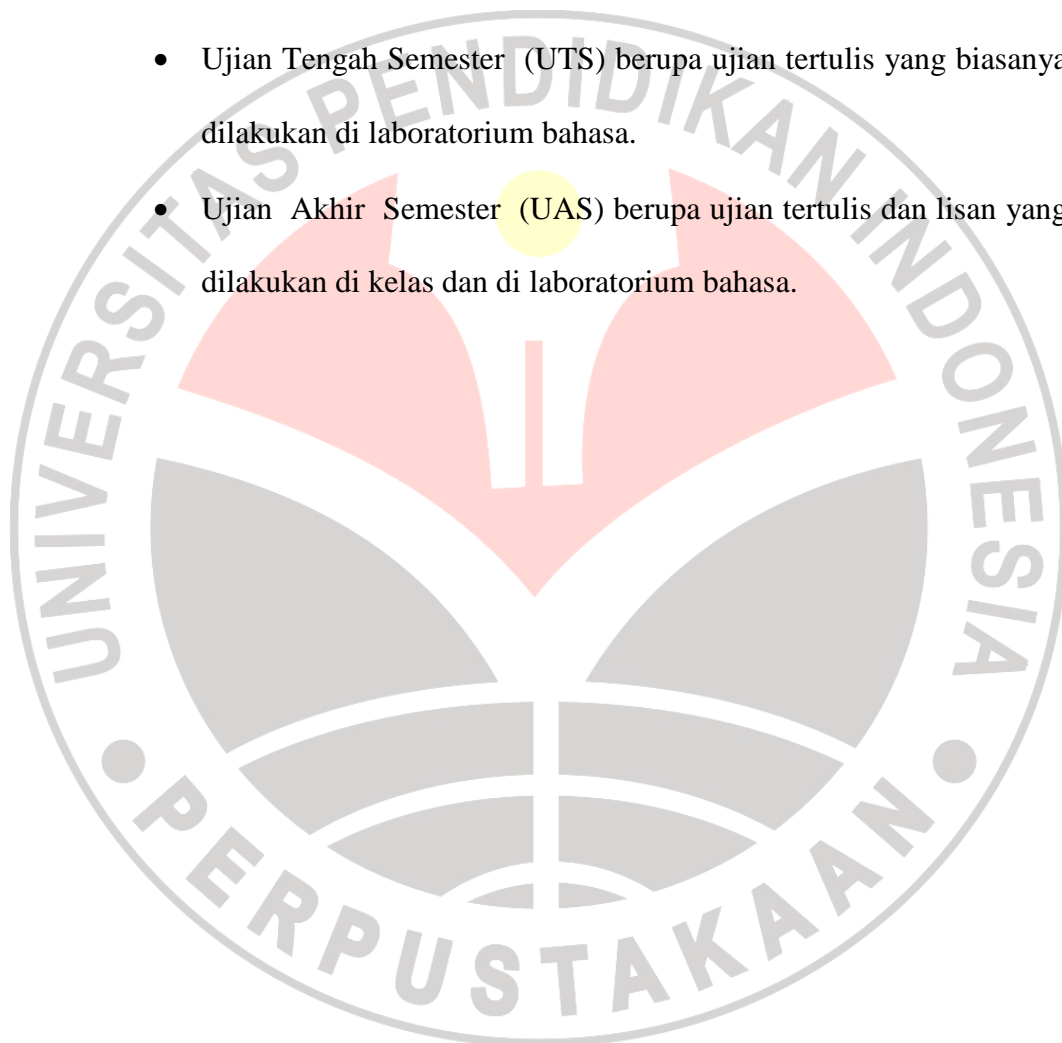 • Ujian Tengah Semester (UTS) berupa ujian tertulis yang biasanya
dilakukan di laboratorium bahasa.
• Ujian Akhir Semester (UAS) berupa ujian tertulis dan lisan yang
dilakukan di kelas dan di laboratorium bahasa.
UNIVERSITAS PENDIDIKAN INDONESIA
PERPUSTAKAAN